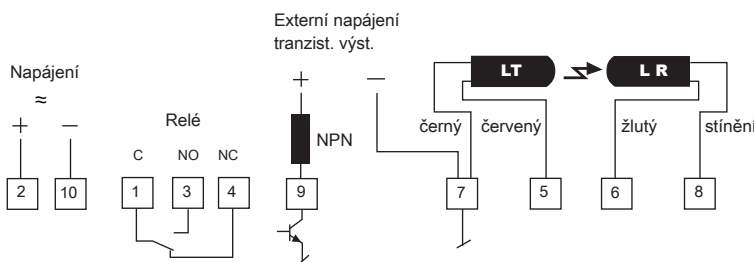 Externí napájení
tranzist. výst.
Napájení
≈
+ −
Relé
C NO NC
+ −
NPN
LT
L R
černý červený žlutý stínění
2 10 1 3 4 9 7 5 6 8